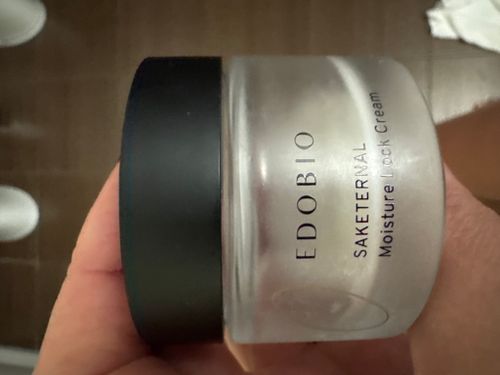 EDOBIO
SAKETERNAL
Moisture Lock Cream